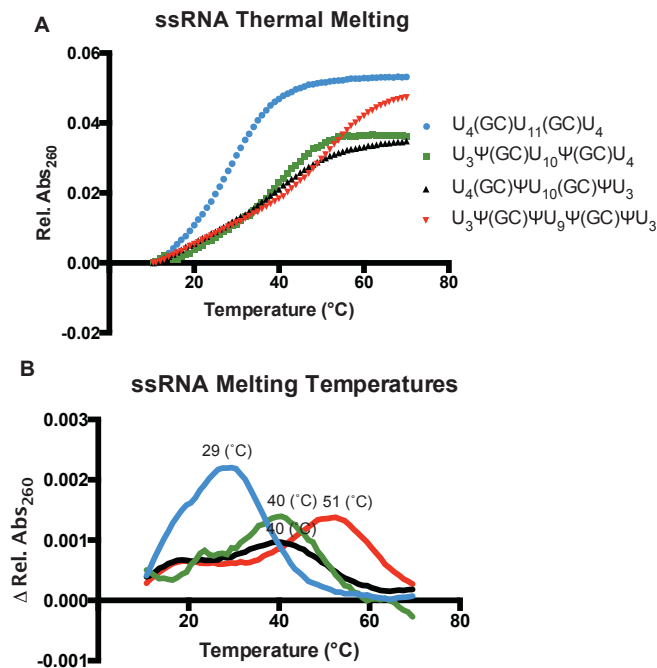 A
ssRNA Thermal Melting
0.06
0.04
0.02
0.00
-0.02
Rel. Abs₂₆₀
20
40
60
80
Temperature (°C)
U₄(GC)U₁₁(GC)U₄
U₃Ψ(GC)U₁₀Ψ(GC)U₄
U₄(GC)ΨU₁₀(GC)ΨU₃
U₃Ψ(GC)ΨU₉Ψ(GC)ΨU₃
B
ssRNA Melting Temperatures
0.003
0.002
0.001
0.000
-0.001
Δ Rel. Abs₂₆₀
29 (˚C)
40 (˚C)
51 (˚C)
40 (˚C)
20
40
60
80
Temperature (°C)